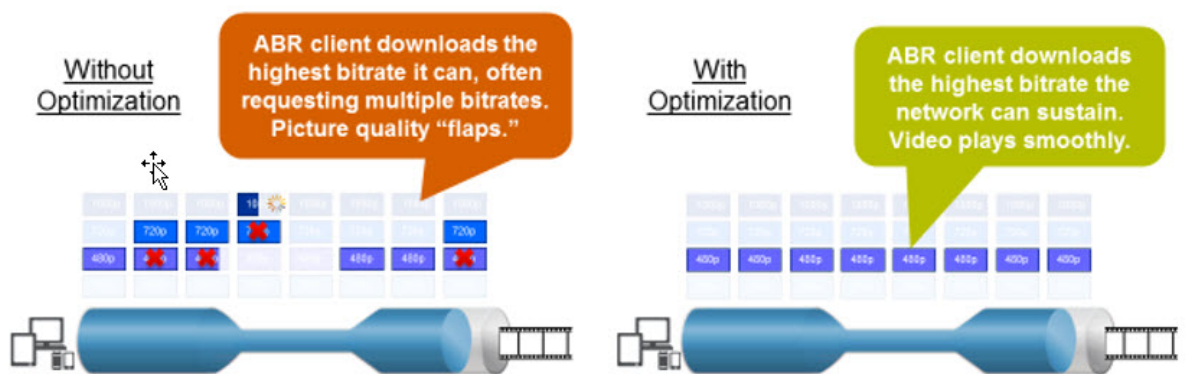 Without
Optimization
ABR client downloads the
highest bitrate it can, often
requesting multiple bitrates.
Picture quality “flaps.”
720p 720p 720p
480p 480p 480p
With
Optimization
ABR client downloads
the highest bitrate the
network can sustain.
Video plays smoothly.
480p 480p 480p 480p 480p 480p 480p 480p